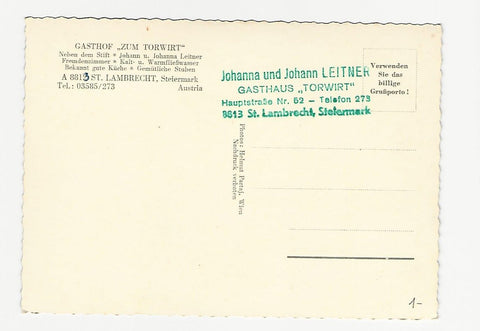 GASTHOF „ZUM TORWIRT“
Neben dem Stift * Johann u. Johanna Leitner
Fremdenzimmer * Kalt- u. Warmfließwasser
Bekannt gute Küche * Gemütliche Stuben
A 8813 ST. LAMBRECHT, Steiermark
Tel.: 03585/273 Austria
Johanna und Johann LEITNER
GASTHAUS „TORWIRT“
Hauptstraße Nr. 52 – Telefon 273
8813 St. Lambrecht, Steiermark
Verwenden
Sie das
billige
Grußporto!
Photos: Helmut Partaj, Wien
Nachdruck verboten
1-